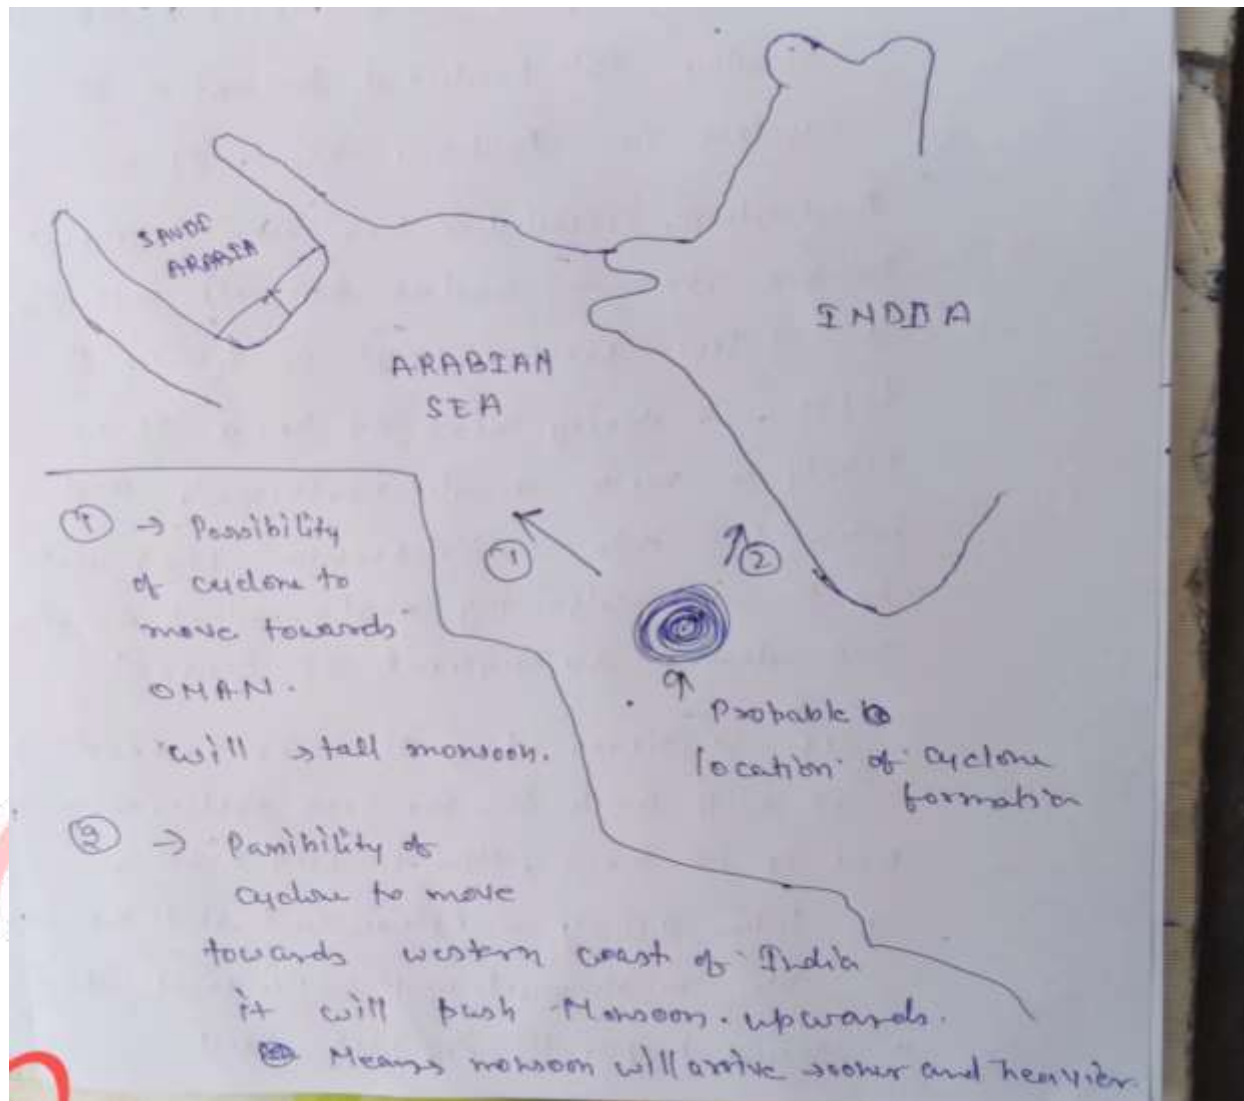 SAUDI
ARABIA
INDIA
ARABIAN
SEA
① → Possibility
of cyclone to
move towards
OMAN.
will stall monsoon.
①
②
Probable
location of cyclone
formation
② → Possibility of
cyclone to move
towards western coast of India
it will push Monsoon upwards.
Means monsoon will arrive sooner and heavier.